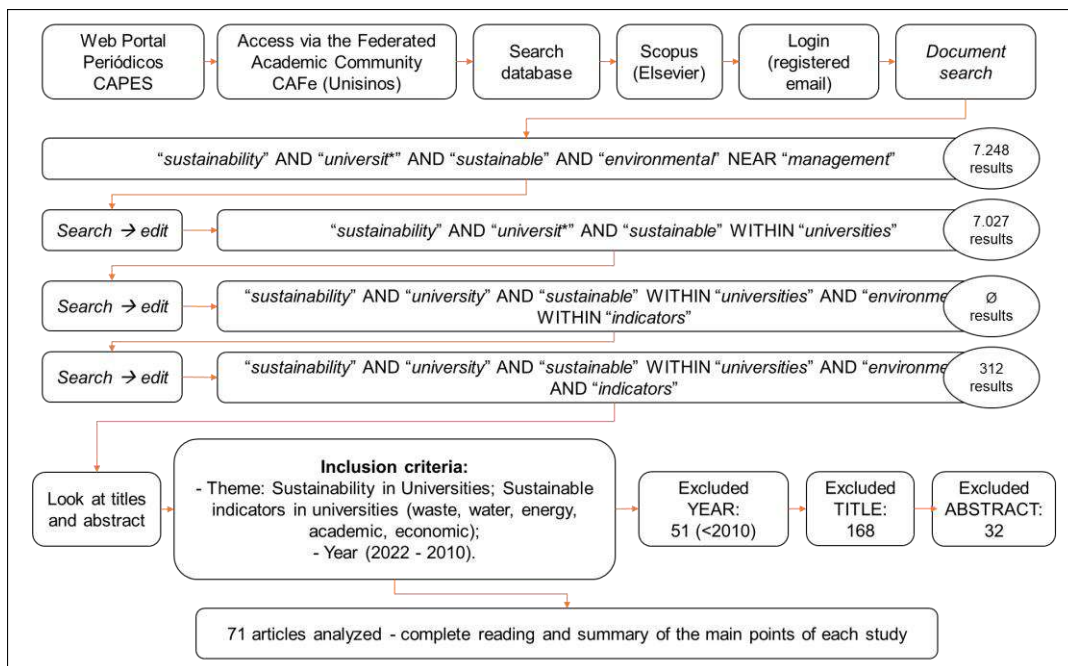 Web Portal
Periódicos
CAPES
Access via the Federated
Academic Community
CAFe (Unisinos)
Search
database
Scopus
(Elsevier)
Login
(registered
email)
Document
search
“sustainability” AND “universit*” AND “sustainable” AND “environmental” NEAR “management”
7.248
results
Search → edit
“sustainability” AND “universit*” AND “sustainable” WITHIN “universities”
7.027
results
Search → edit
“sustainability” AND “university” AND “sustainable” WITHIN “universities” AND “environme
WITHIN “indicators”
Ø
results
Search → edit
“sustainability” AND “university” AND “sustainable” WITHIN “universities” AND “environme
AND “indicators”
312
results
Look at titles
and abstract
Inclusion criteria:
- Theme: Sustainability in Universities; Sustainable
indicators in universities (waste, water, energy,
academic, economic);
- Year (2022 - 2010).
Excluded
YEAR:
51 (<2010)
Excluded
TITLE:
168
Excluded
ABSTRACT:
32
71 articles analyzed - complete reading and summary of the main points of each study